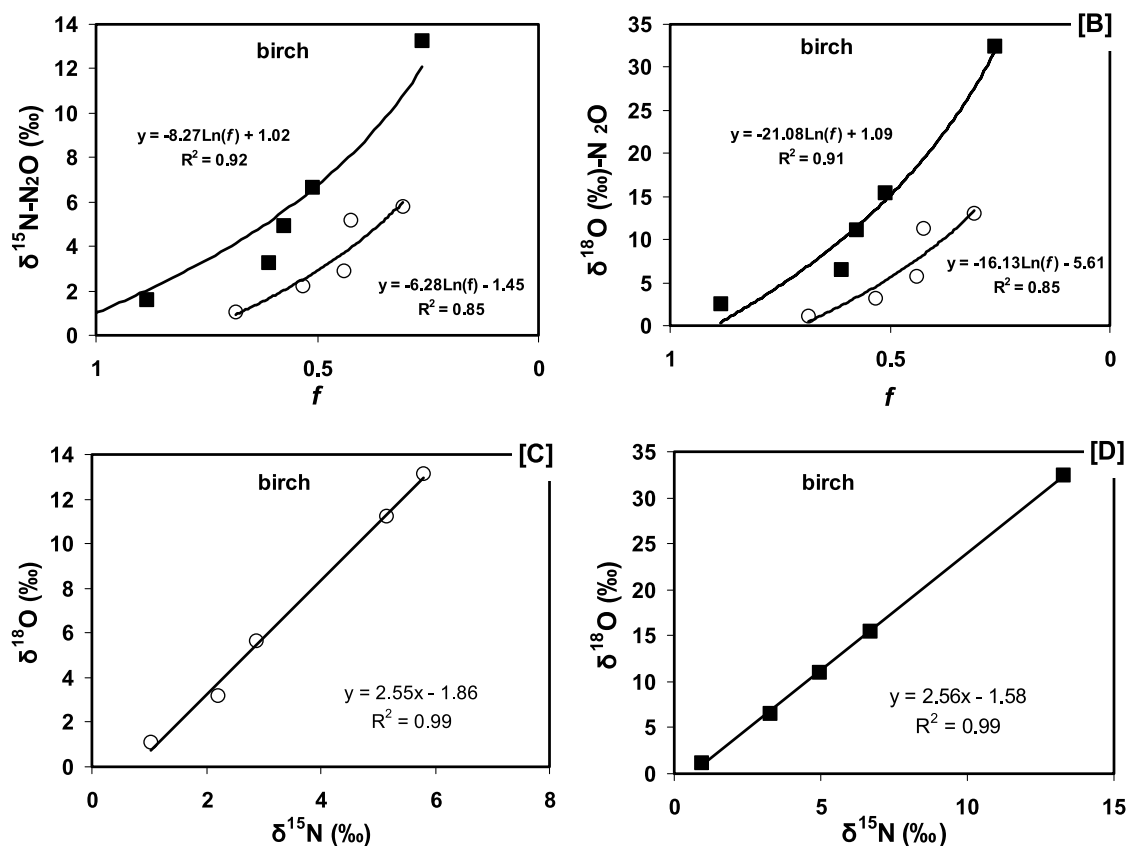 birch
δ¹⁵N-N₂O (‰)
14
12
10
8
6
4
2
0
y = -8.27Ln(f) + 1.02
R² = 0.92
y = -6.28Ln(f) - 1.45
R² = 0.85
1
0.5
0
f
[B]
birch
δ¹⁸O (‰)-N ₂O
35
30
25
20
15
10
5
0
y = -21.08Ln(f) + 1.09
R² = 0.91
y = -16.13Ln(f) - 5.61
R² = 0.85
1
0.5
0
f
[C]
birch
δ¹⁸O (‰)
14
12
10
8
6
4
2
0
y = 2.55x - 1.86
R² = 0.99
0
2
4
6
8
δ¹⁵N (‰)
[D]
birch
δ¹⁸O (‰)
35
30
25
20
15
10
5
0
y = 2.56x - 1.58
R² = 0.99
0
5
10
15
δ¹⁵N (‰)